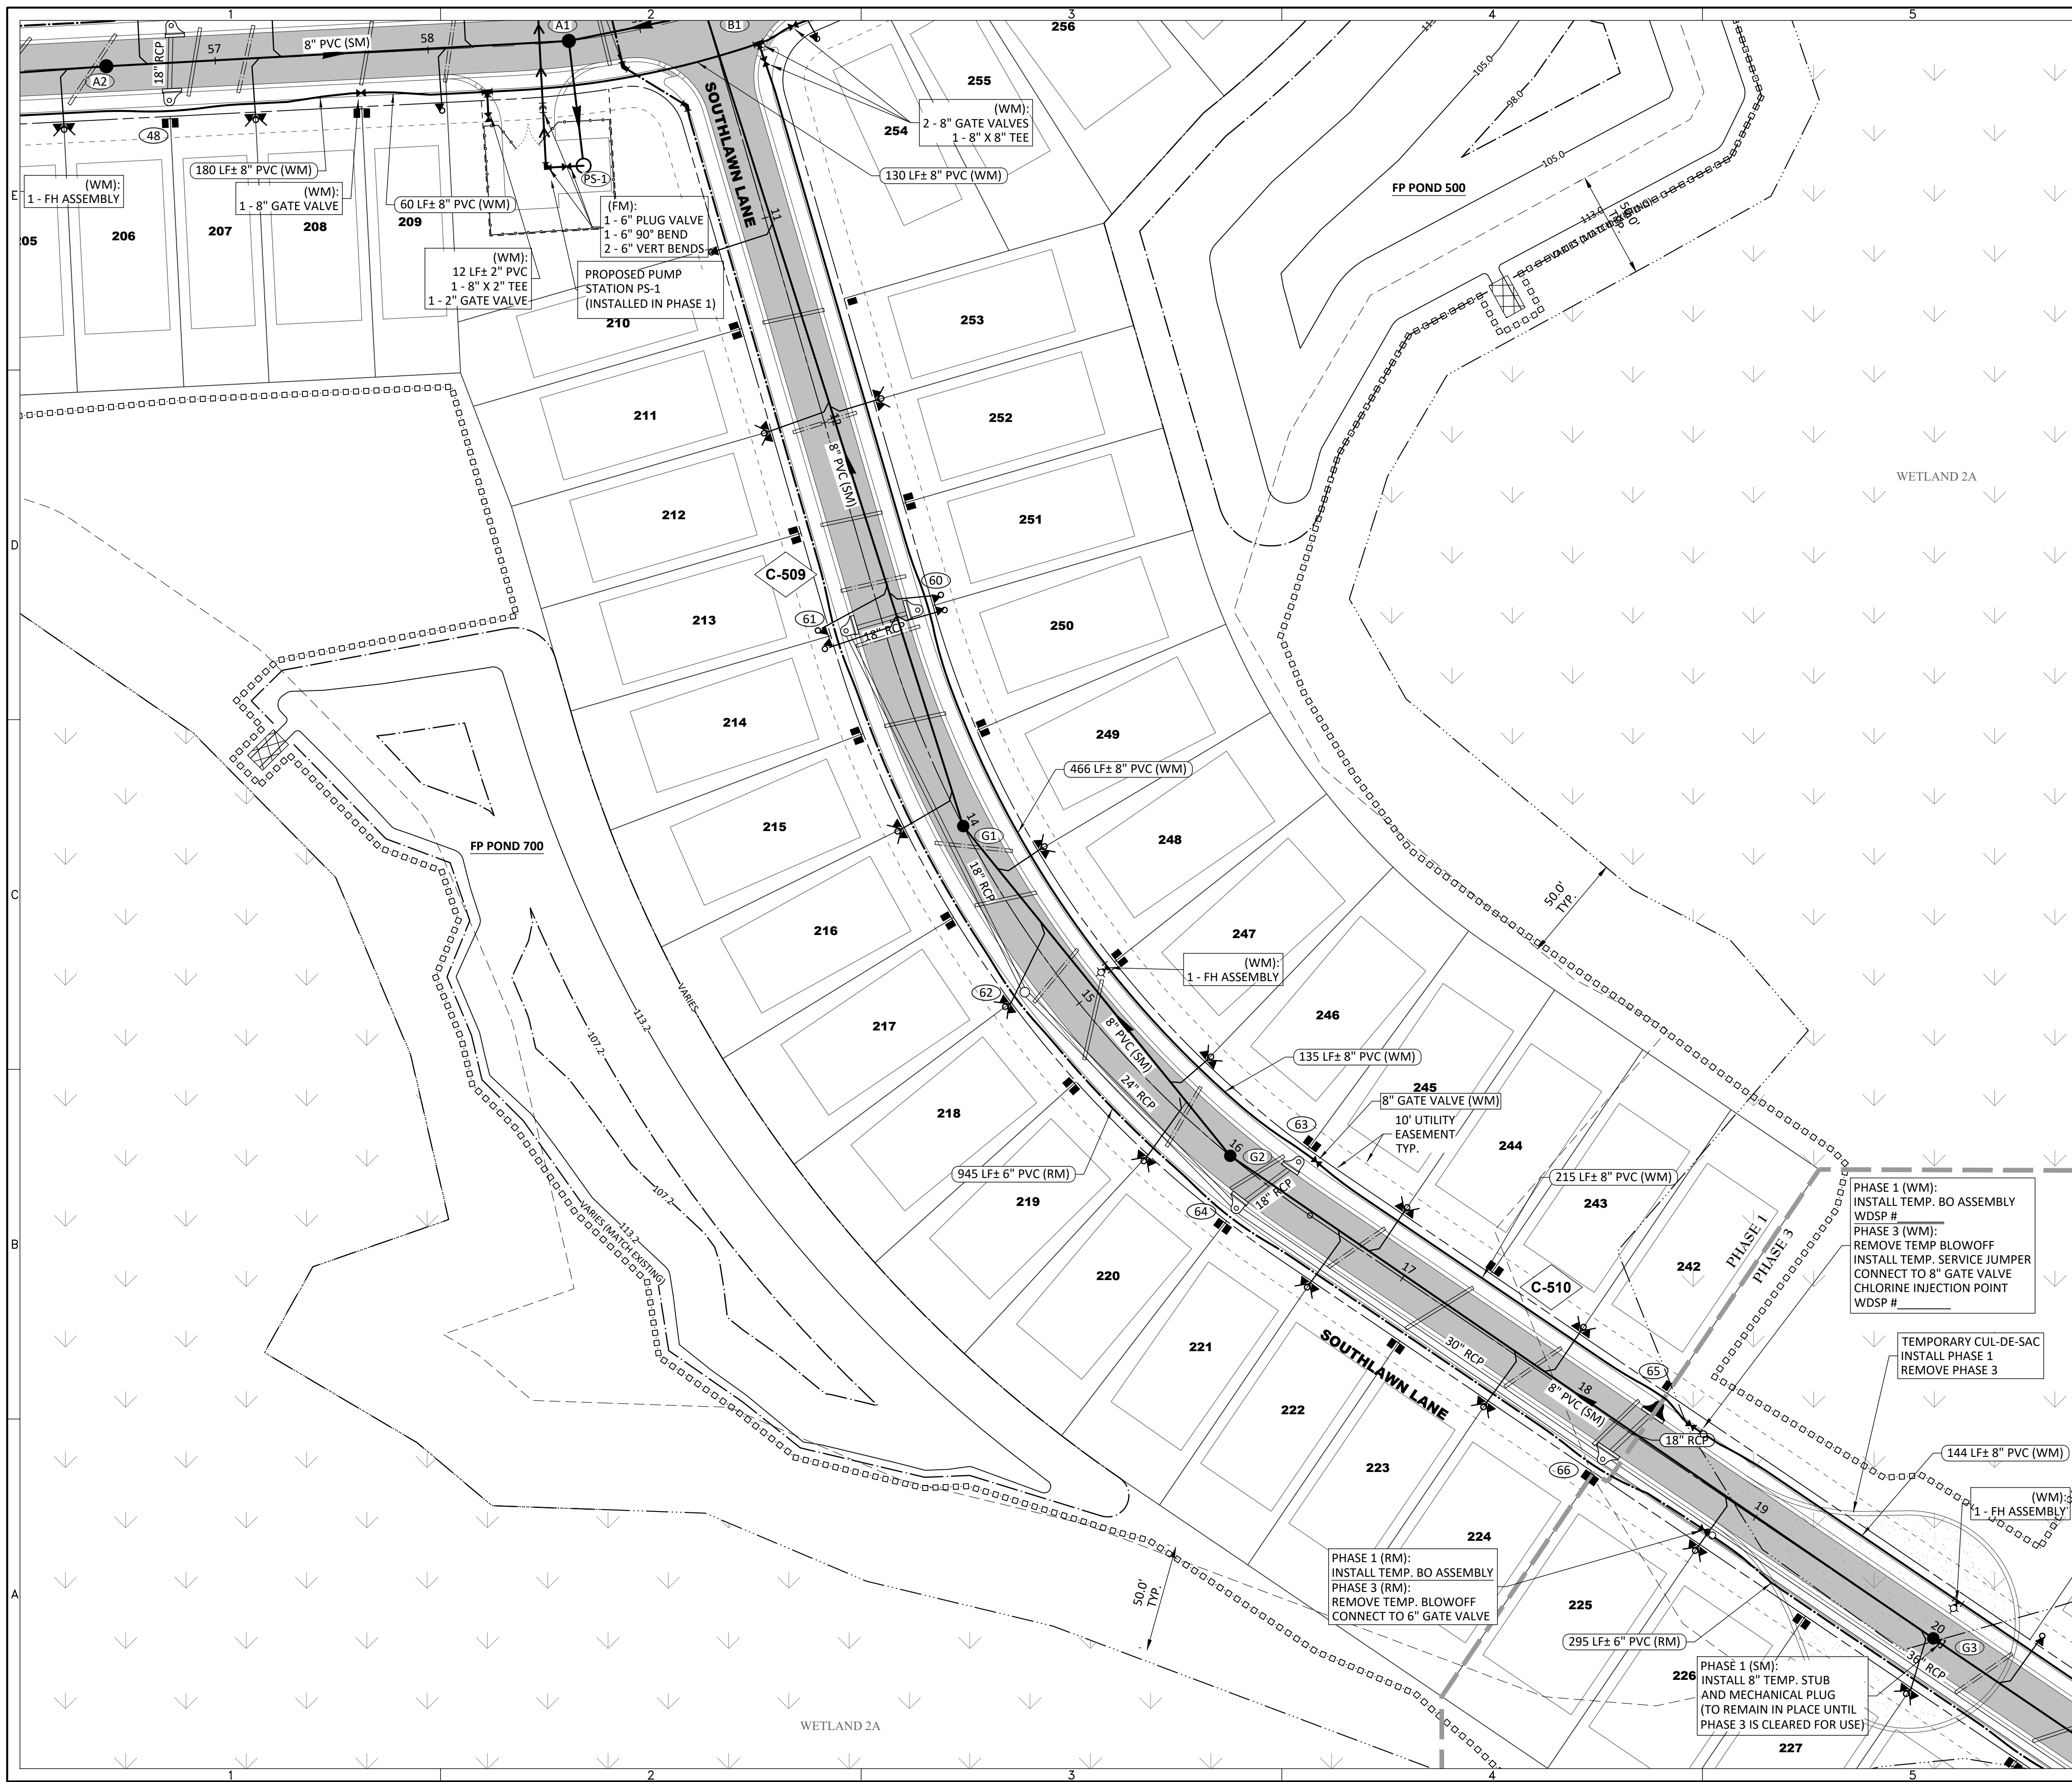 1
2
3
4
5
A1
B1
256
57
8" PVC (SM)
58
18" RCP
A2
255
254
(WM):
2 - 8" GATE VALVES
1 - 8" X 8" TEE
105.0
98.0
105.0
48
180 LF± 8" PVC (WM)
130 LF± 8" PVC (WM)
SOUTHLAWN LANE
E
(WM):
1 - FH ASSEMBLY
(WM):
1 - 8" GATE VALVE
60 LF± 8" PVC (WM)
PS-1
(FM):
1 - 6" PLUG VALVE
1 - 6" 90° BEND
2 - 6" VERT BENDS
FP POND 500
113.0
11
05
206
207
208
209
(WM):
12 LF± 2" PVC
1 - 8" X 2" TEE
1 - 2" GATE VALVE
PROPOSED PUMP
STATION PS-1
(INSTALLED IN PHASE 1)
210
253
211
252
12
8" PVC (SM)
WETLAND 2A
212
251
D
C-509
60
61
213
18" RCP
250
214
249
466 LF± 8" PVC (WM)
215
14
G1
248
FP POND 700
18" RCP
C
50.0'
TYP.
216
247
(WM):
1 - FH ASSEMBLY
62
15
VARIES
113.2
107.2
217
8" PVC (SM)
246
135 LF± 8" PVC (WM)
24" RCP
245
8" GATE VALVE (WM)
218
10' UTILITY
EASEMENT
TYP.
63
16
G2
244
945 LF± 6" PVC (RM)
219
18" RCP
215 LF± 8" PVC (WM)
243
107.2
64
113.2
VARIES (MATCH EXISTING)
B
PHASE 1
PHASE 3
PHASE 1 (WM):
INSTALL TEMP. BO ASSEMBLY
WDSP #________
PHASE 3 (WM):
REMOVE TEMP BLOWOFF
INSTALL TEMP. SERVICE JUMPER
CONNECT TO 8" GATE VALVE
CHLORINE INJECTION POINT
WDSP #_________
17
220
242
C-510
221
SOUTHLAWN LANE
30" RCP
TEMPORARY CUL-DE-SAC
INSTALL PHASE 1
REMOVE PHASE 3
65
18
8" PVC (SM)
222
18" RCP
144 LF± 8" PVC (WM)
223
66
(WM):
1 - FH ASSEMBLY
19
224
PHASE 1 (RM):
INSTALL TEMP. BO ASSEMBLY
PHASE 3 (RM):
REMOVE TEMP. BLOWOFF
CONNECT TO 6" GATE VALVE
A
50.0'
TYP.
225
295 LF± 6" PVC (RM)
20
G3
36" RCP
226
PHASE 1 (SM):
INSTALL 8" TEMP. STUB
AND MECHANICAL PLUG
(TO REMAIN IN PLACE UNTIL
PHASE 3 IS CLEARED FOR USE)
WETLAND 2A
227
1
2
3
4
5